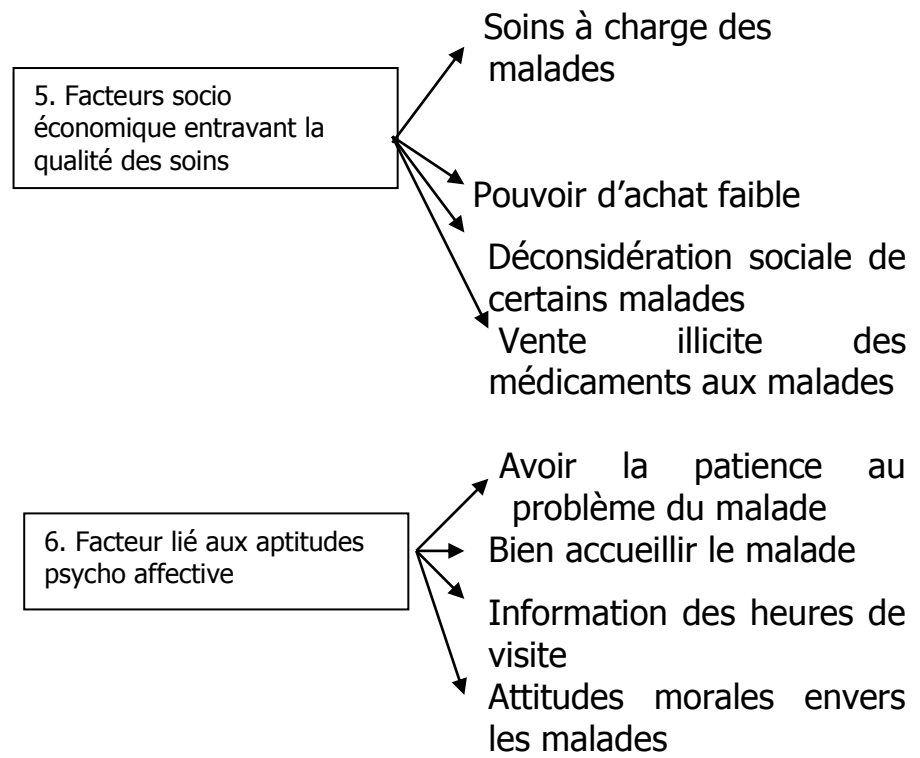 5. Facteurs socio
économique entravant la
qualité des soins
Soins à charge des
malades
Pouvoir d’achat faible
Déconsidération sociale de
certains malades
Vente illicite des
médicaments aux malades
6. Facteur lié aux aptitudes
psycho affective
Avoir la patience au
problème du malade
Bien accueillir le malade
Information des heures de
visite
Attitudes morales envers
les malades